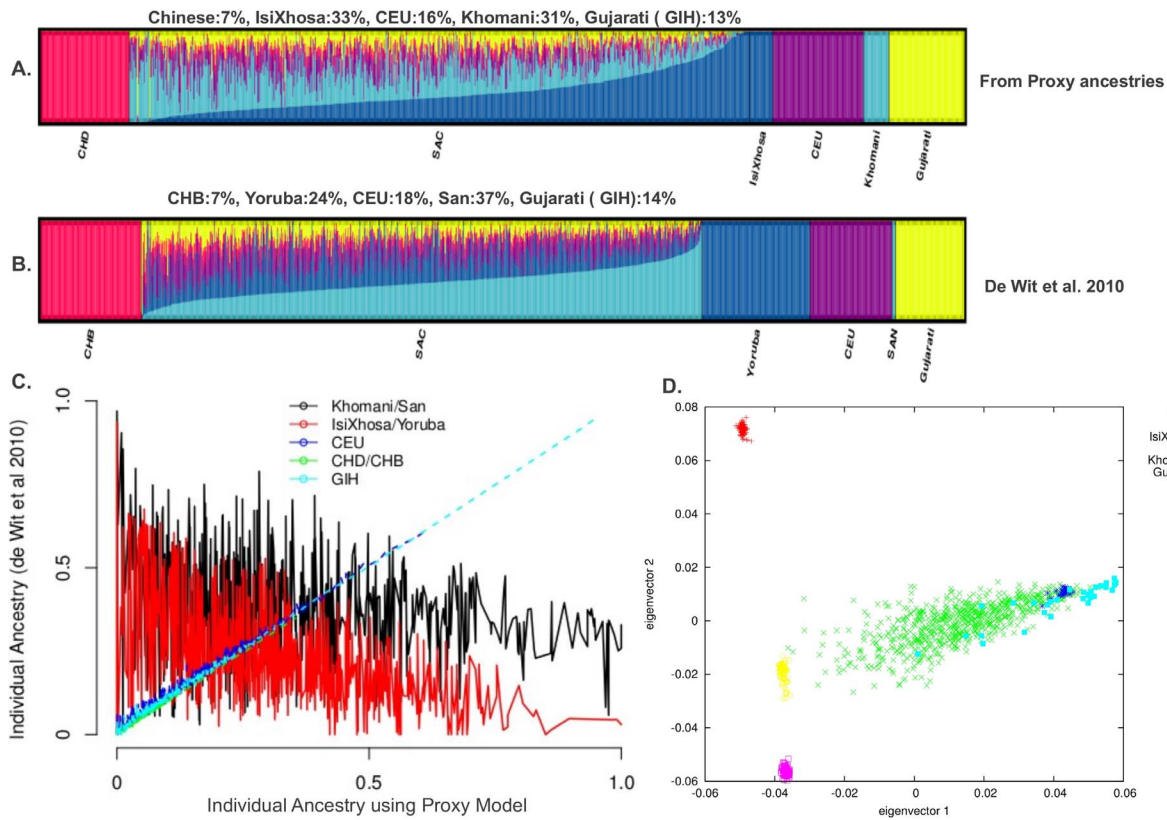 Chinese:7%, IsiXhosa:33%, CEU:16%, Khomani:31%, Gujarati ( GIH):13%
A.
From Proxy ancestries
CHD
SAC
IsiXhosa
CEU
Khomani
Gujarati
CHB:7%, Yoruba:24%, CEU:18%, San:37%, Gujarati ( GIH):14%
B.
De Wit et al. 2010
CHB
SAC
Yoruba
CEU
SAN
Gujarati
C.
Individual Ancestry (de Wit et al 2010)
1.0
0.5
0
Khomani/San
IsiXhosa/Yoruba
CEU
CHD/CHB
GIH
0
0.5
1.0
Individual Ancestry using Proxy Model
D.
eigenvector 2
0.08
0.06
0.04
0.02
0
-0.02
-0.04
-0.06
-0.06
-0.04
-0.02
0
0.02
0.04
0.06
eigenvector 1
IsiX
Kho
Gu